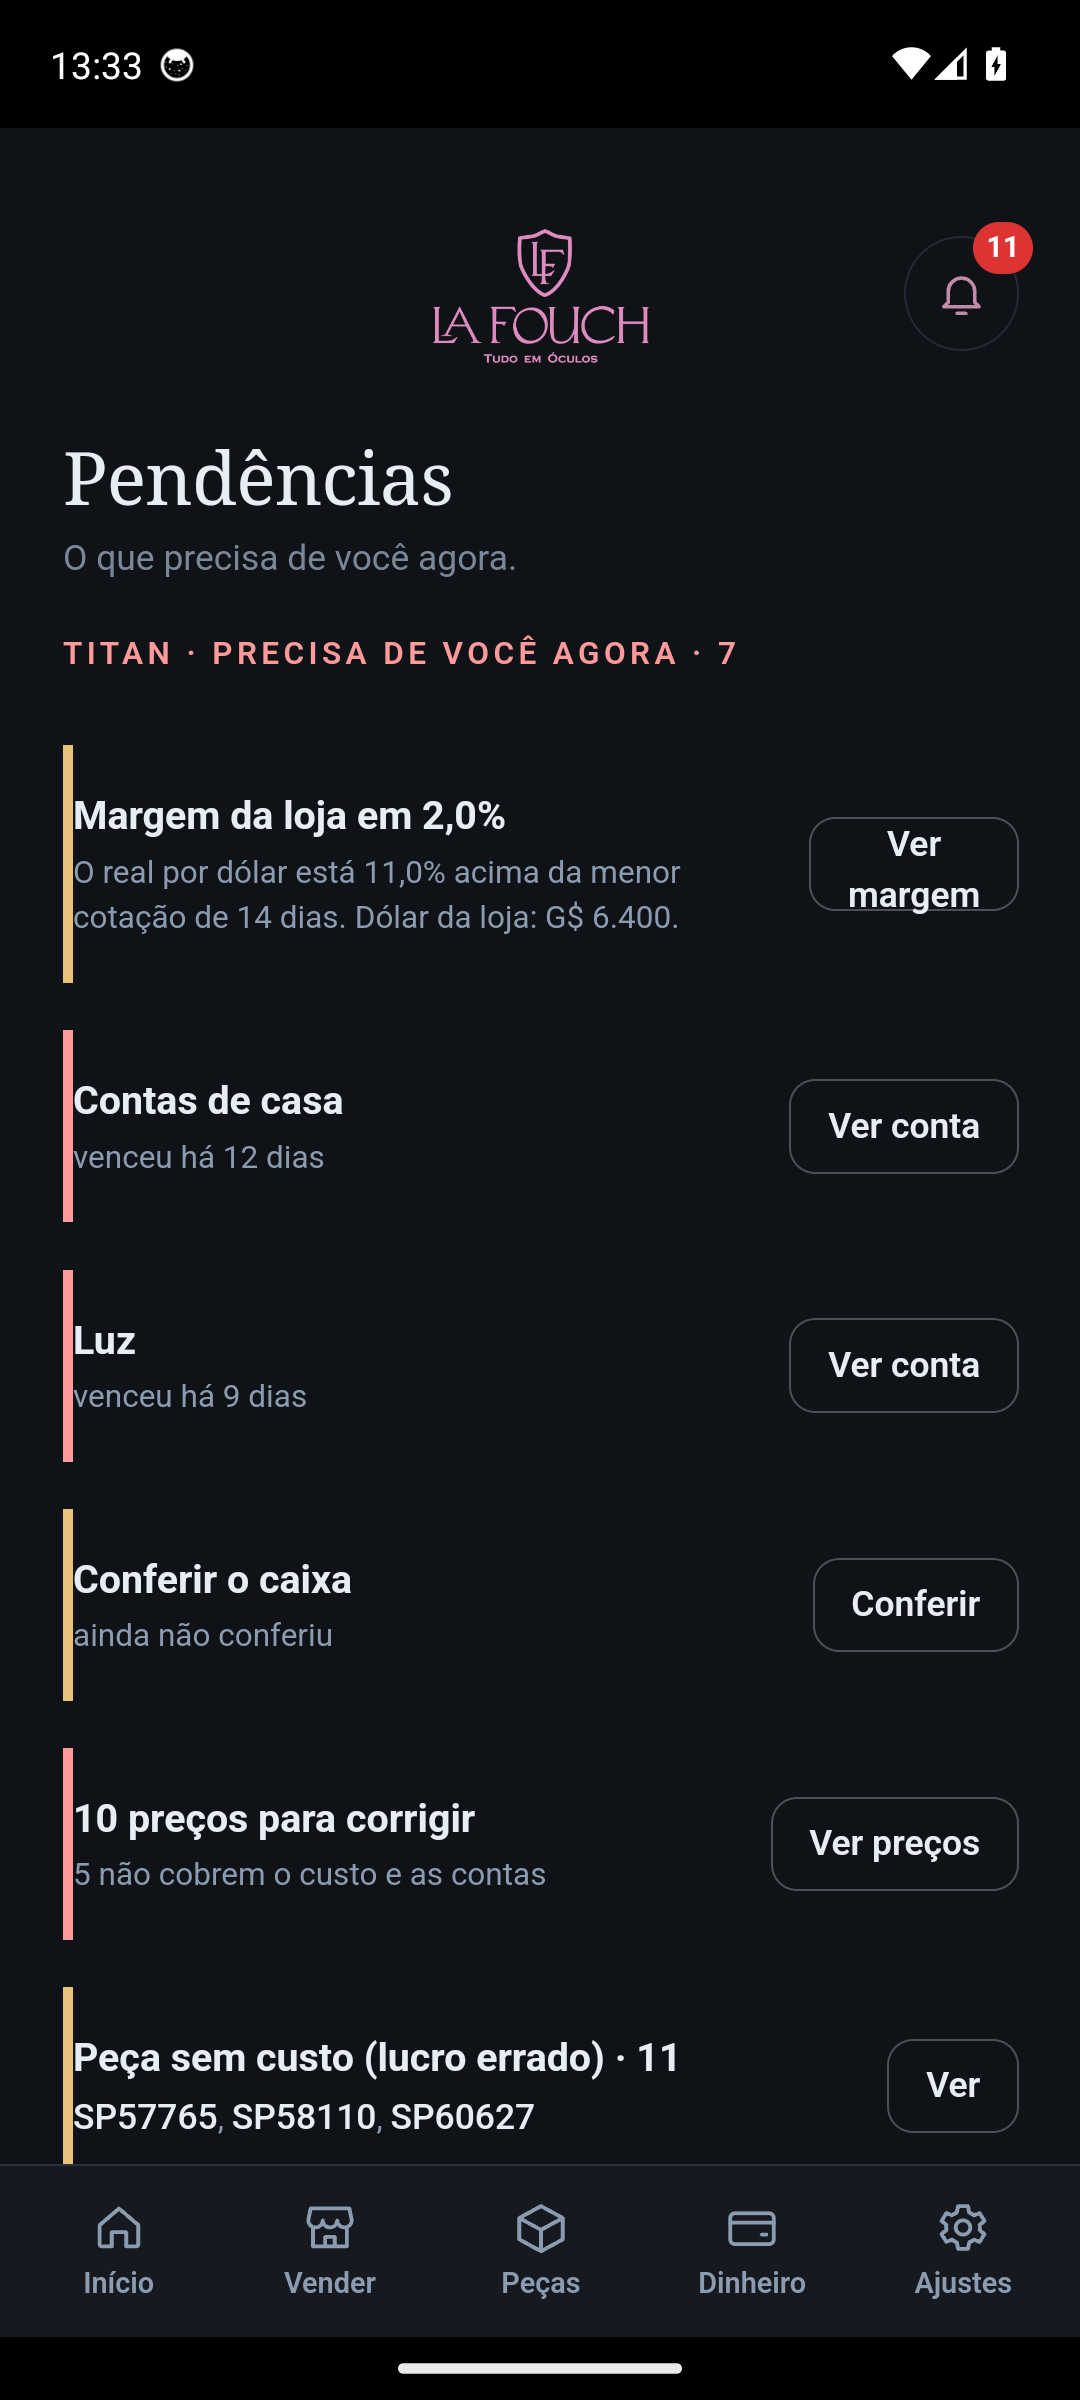 13:33
11
LF
LA FOUCH
TUDO EM ÓCULOS
Pendências
O que precisa de você agora.
TITAN · PRECISA DE VOCÊ AGORA · 7
Margem da loja em 2,0%
O real por dólar está 11,0% acima da menor
cotação de 14 dias. Dólar da loja: G$ 6.400.
Ver
margem
Contas de casa
venceu há 12 dias
Ver conta
Luz
venceu há 9 dias
Ver conta
Conferir o caixa
ainda não conferiu
Conferir
10 preços para corrigir
5 não cobrem o custo e as contas
Ver preços
Peça sem custo (lucro errado) · 11
SP57765, SP58110, SP60627
Ver
Início
Vender
Peças
Dinheiro
Ajustes